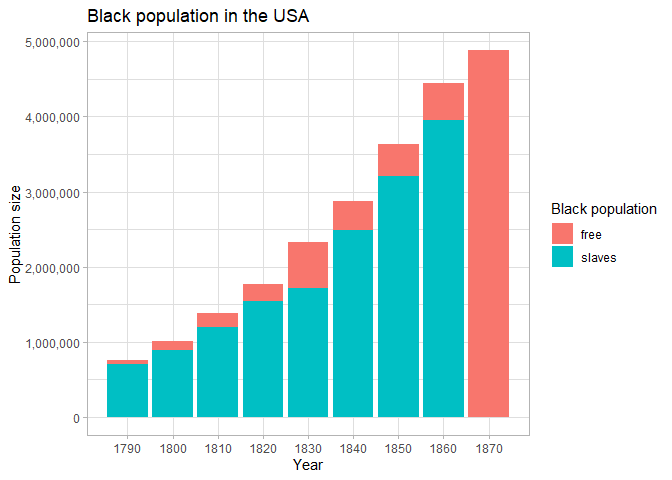 Black population in the USA
5,000,000
4,000,000
3,000,000
2,000,000
1,000,000
0
Population size
1790 1800 1810 1820 1830 1840 1850 1860 1870
Year
Black population
free
slaves